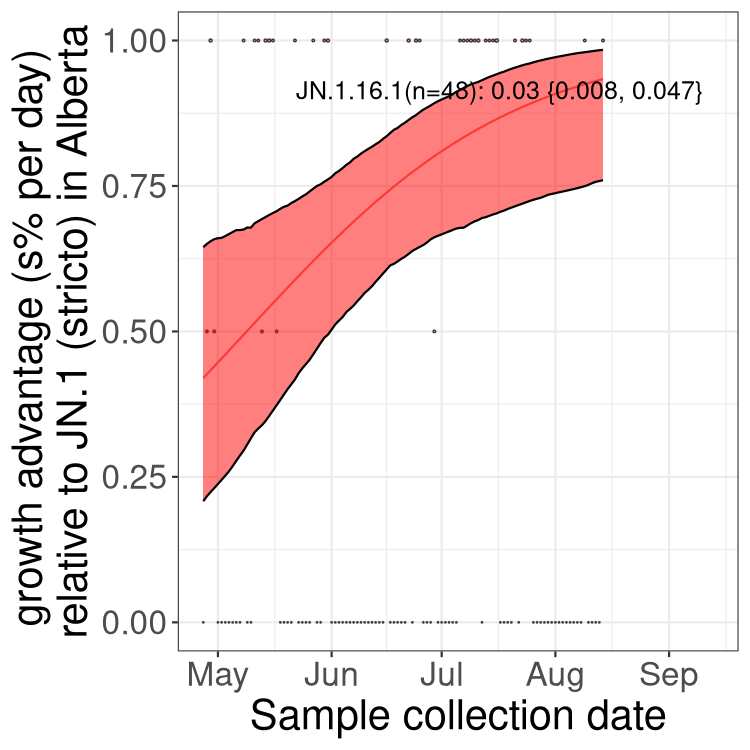 growth advantage (s% per day)
relative to JN.1 (stricto) in Alberta
1.00
0.75
0.50
0.25
0.00
JN.1.16.1(n=48): 0.03 {0.008, 0.047}
May Jun Jul Aug Sep
Sample collection date